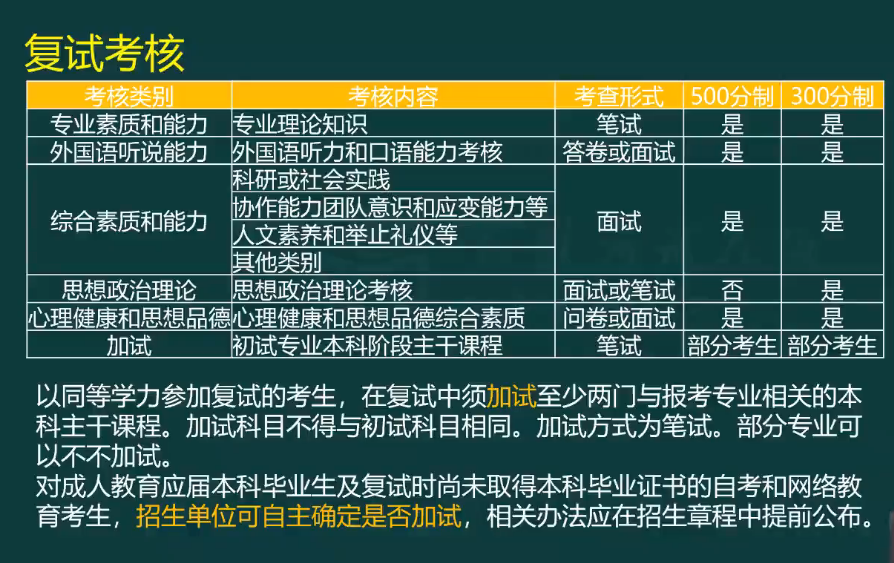 复试考核
考核类别 考核内容 考查形式 500分制 300分制
专业素质和能力 专业理论知识 笔试 是 是
外国语听说能力 外国语听力和口语能力考核 答卷或面试 是 是
科研或社会实践
协作能力团队意识和应变能力等
综合素质和能力 面试 是 是
人文素养和举止礼仪等
其他类别
思想政治理论 思想政治理论考核 面试或笔试 否 是
心理健康和思想品德 心理健康和思想品德综合素质 问卷或面试 是 是
加试 初试专业本科阶段主干课程 笔试 部分考生 部分考生
以同等学力参加复试的考生，在复试中须加试至少两门与报考专业相关的本
科主干课程。加试科目不得与初试科目相同。加试方式为笔试。部分专业可
以不不加试。
对成人教育应届本科毕业生及复试时尚未取得本科毕业证书的自考和网络教
育考生，招生单位可自主确定是否加试，相关办法应在招生章程中提前公布。